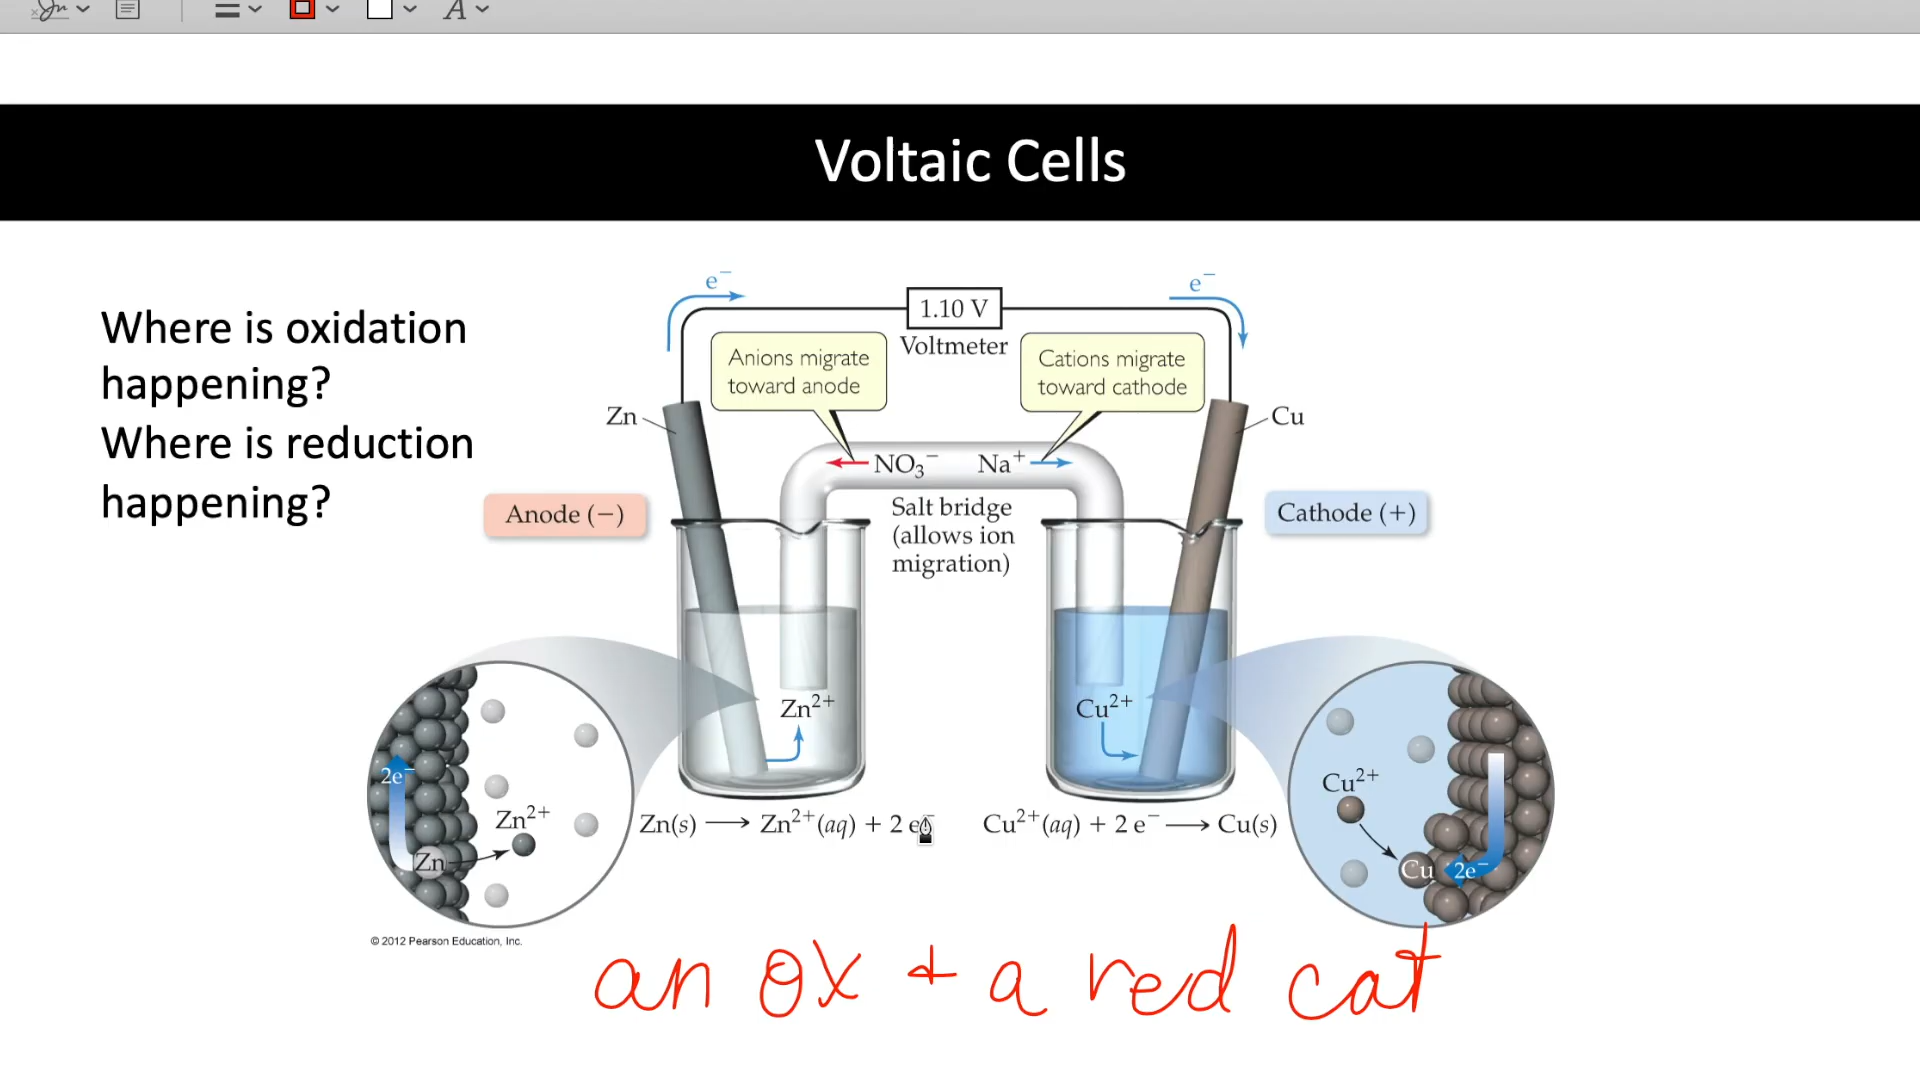 Voltaic Cells
Where is oxidation
happening?
Where is reduction
happening?
e⁻
1.10 V
e⁻
Voltmeter
Anions migrate
toward anode
Cations migrate
toward cathode
Zn
Cu
NO₃⁻
Na⁺
Salt bridge
(allows ion
migration)
Anode (−)
Cathode (+)
Zn²⁺
Cu²⁺
2e⁻
Zn²⁺
Zn
Zn(s) ⟶ Zn²⁺(aq) + 2 e⁻
Cu²⁺(aq) + 2 e⁻ ⟶ Cu(s)
Cu²⁺
Cu
2e⁻
© 2012 Pearson Education, Inc.
an ox + a red cat